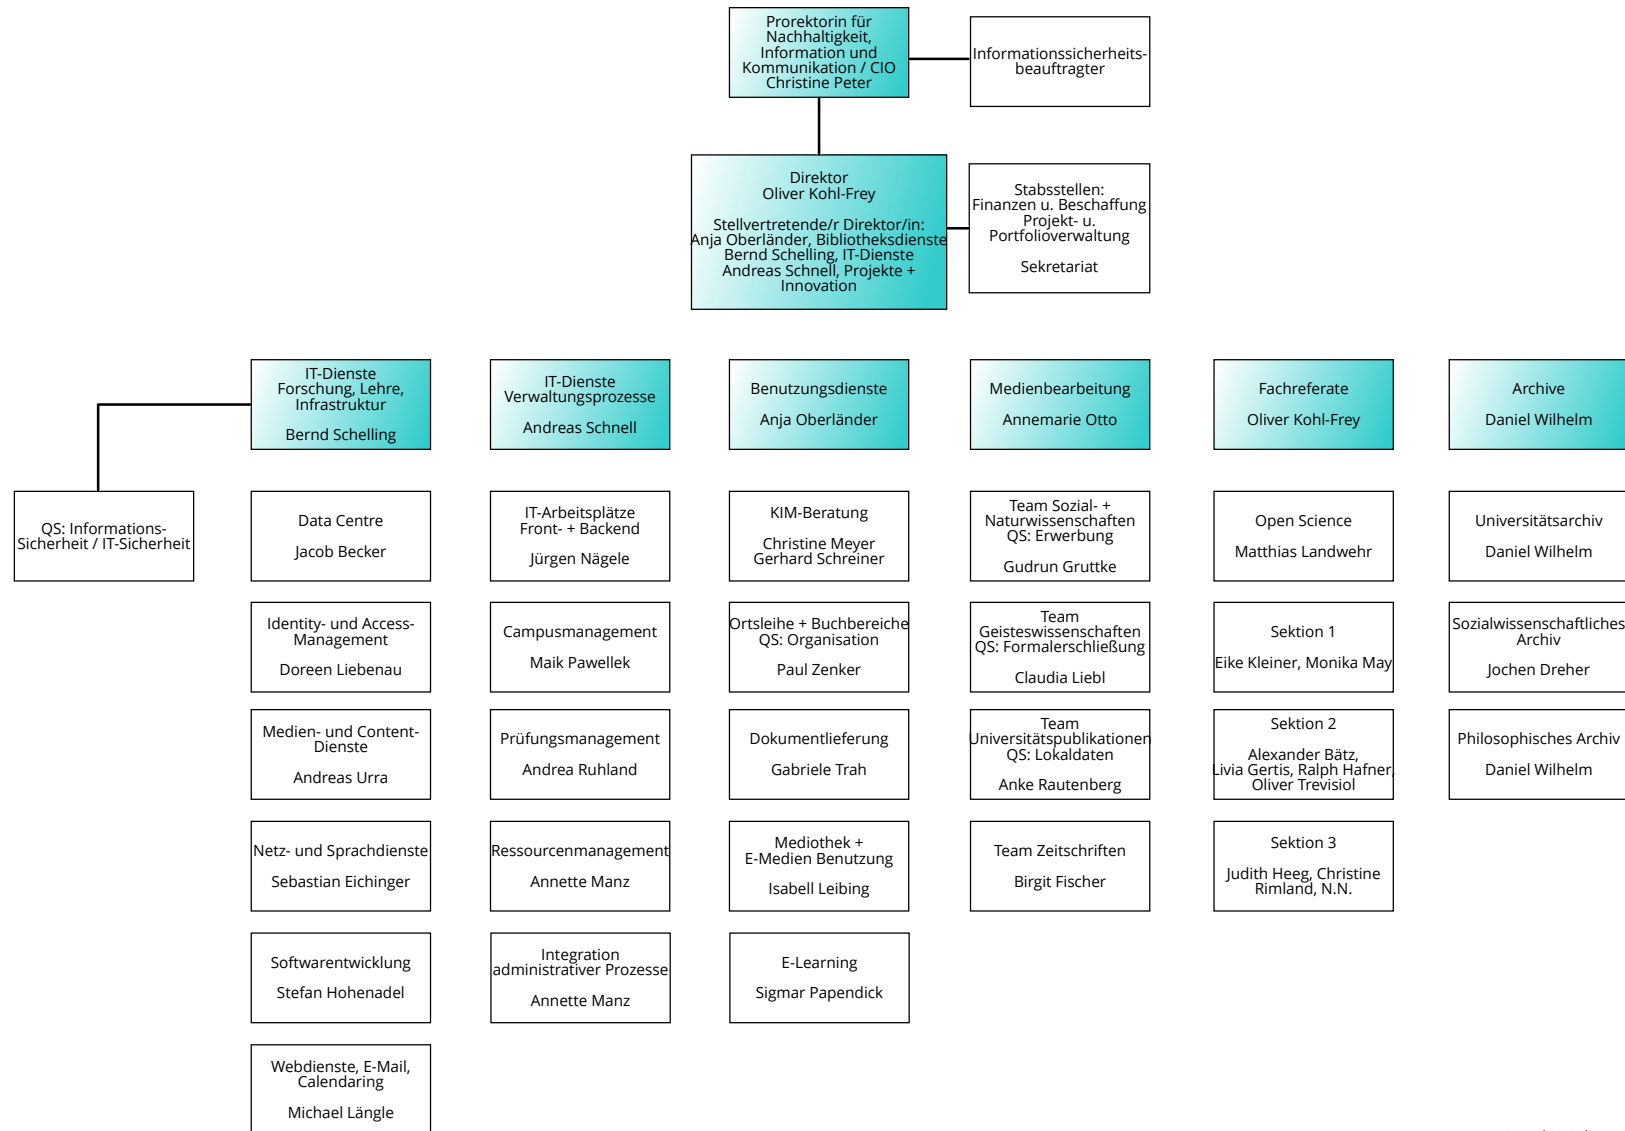 Prorektorin für
Nachhaltigkeit,
Information und
Kommunikation / CIO
Christine Peter
Informationssicherheits-
beauftragter
Direktor
Oliver Kohl-Frey
Stellvertretende/r Direktor/in:
Anja Oberländer, Bibliotheksdienste
Bernd Schelling, IT-Dienste
Andreas Schnell, Projekte +
Innovation
Stabsstellen:
Finanzen u. Beschaffung
Projekt- u.
Portfolioverwaltung
Sekretariat
IT-Dienste
Forschung, Lehre,
Infrastruktur
Bernd Schelling
IT-Dienste
Verwaltungsprozesse
Andreas Schnell
Benutzungsdienste
Anja Oberländer
Medienbearbeitung
Annemarie Otto
Fachreferate
Oliver Kohl-Frey
Archive
Daniel Wilhelm
QS: Informations-
Sicherheit / IT-Sicherheit
Data Centre
Jacob Becker
IT-Arbeitsplätze
Front- + Backend
Jürgen Nägele
KIM-Beratung
Christine Meyer
Gerhard Schreiner
Team Sozial- +
Naturwissenschaften
QS: Erwerbung
Gudrun Gruttke
Open Science
Matthias Landwehr
Universitätsarchiv
Daniel Wilhelm
Identity- und Access-
Management
Doreen Liebenau
Campusmanagement
Maik Pawellek
Ortsleihe + Buchbereiche
QS: Organisation
Paul Zenker
Team
Geisteswissenschaften
QS: Formalerschließung
Claudia Liebl
Sektion 1
Eike Kleiner, Monika May
Sozialwissenschaftliches
Archiv
Jochen Dreher
Medien- und Content-
Dienste
Andreas Urra
Prüfungsmanagement
Andrea Ruhland
Dokumentlieferung
Gabriele Trah
Team
Universitätspublikationen
QS: Lokaldaten
Anke Rautenberg
Sektion 2
Alexander Bätz,
Livia Gertis, Ralph Hafner,
Oliver Trevisiol
Philosophisches Archiv
Daniel Wilhelm
Netz- und Sprachdienste
Sebastian Eichinger
Ressourcenmanagement
Annette Manz
Mediothek +
E-Medien Benutzung
Isabell Leibing
Team Zeitschriften
Birgit Fischer
Sektion 3
Judith Heeg, Christine
Rimland, N.N.
Softwarentwicklung
Stefan Hohenadel
Integration
administrativer Prozesse
Annette Manz
E-Learning
Sigmar Papendick
Webdienste, E-Mail,
Calendaring
Michael Längle